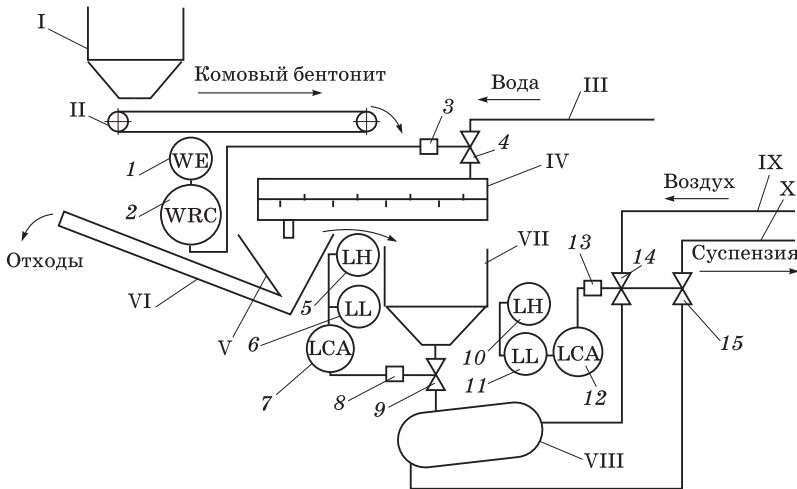 I
Комовый бентонит
II
3
Вода
III
4
1
WE
2
WRC
IV
IX
Воздух
X
Отходы
VI
V
LH
5
LL
6
LCA
7
8
9
VII
13
14
Суспензия
15
LH
10
LL
11
LCA
12
VIII